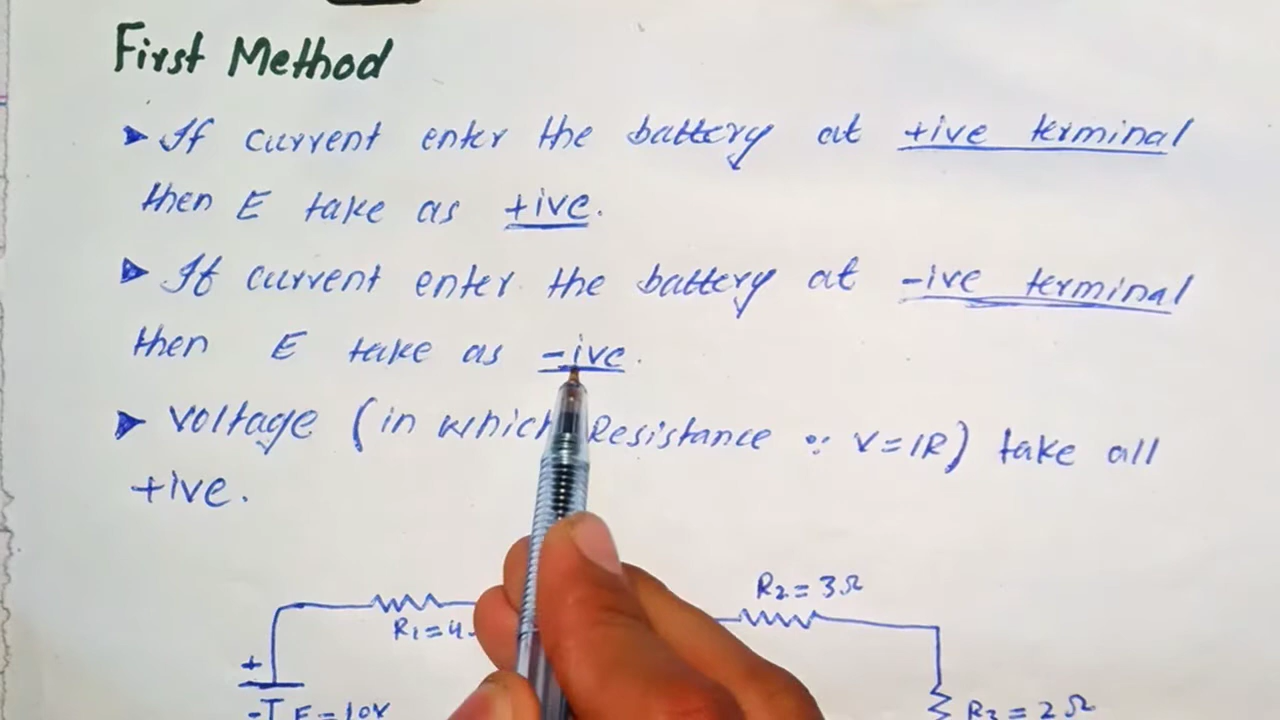 First Method
➤ If current enter the battery at +ive terminal
then E take as +ive.
➤ If current enter the battery at -ive terminal
then E take as -ive.
➤ Voltage (in which Resistance ∵ V=IR) take all
+ive.
R2 = 3Ω
R1 = 4
+
- E = 10V
R3 = 2Ω